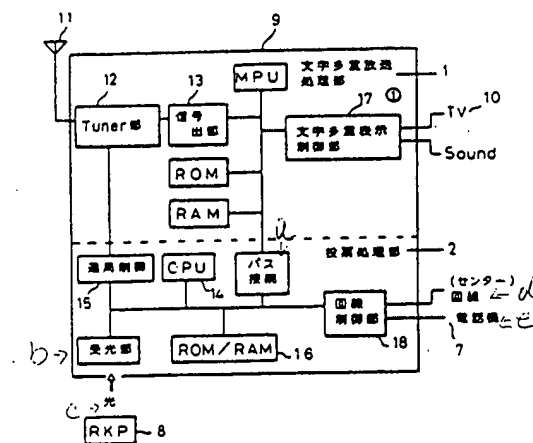 11
9
12
13
MPU
文字多重放送
処理部
1
①
17
Tuner部
信号
出部
文字多重表示
制御部
TV
10
Sound
ROM
RAM
a
投票処理部
2
選局制御
CPU
バス
接続
15
14
(センター)
回線
d
回線
制御部
電話機
e
7
18
b
受光部
ROM/RAM
16
c
光
RKP
8